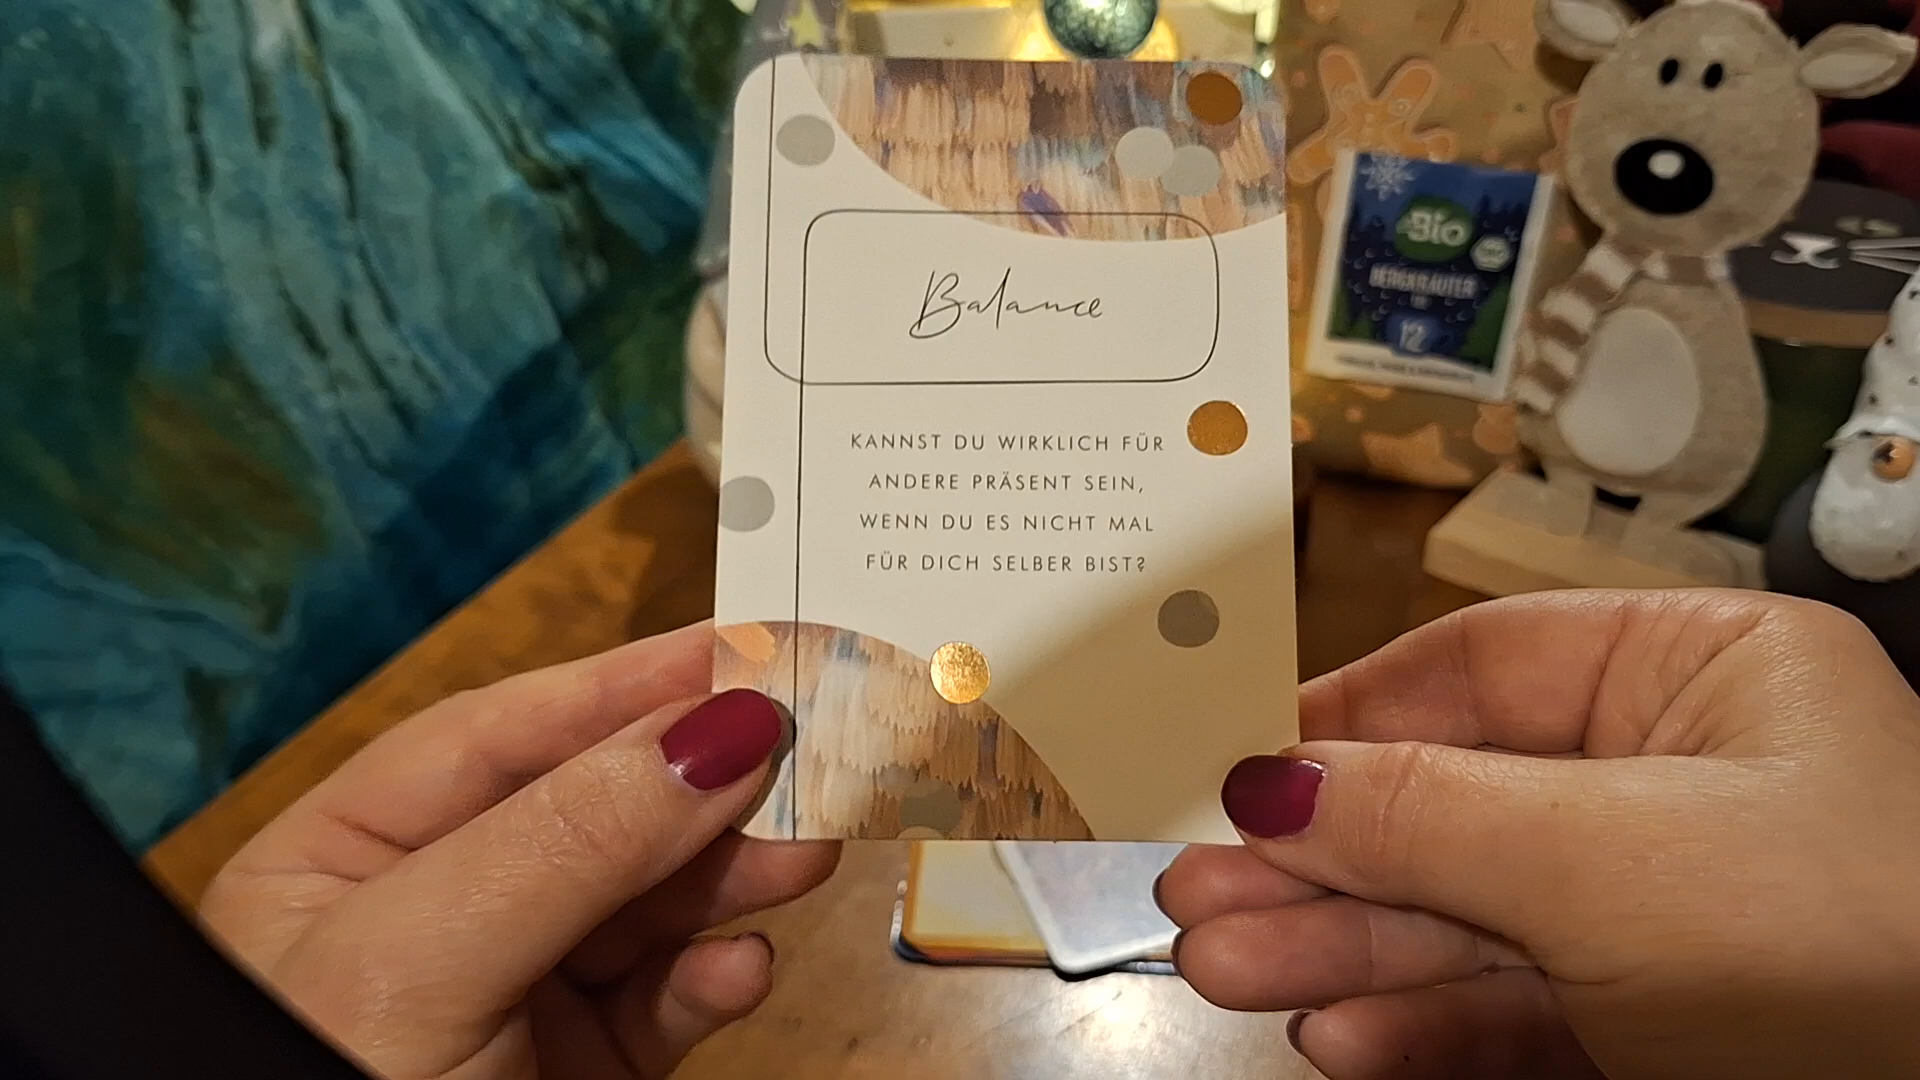 Balance
KANNST DU WIRKLICH FÜR
ANDERE PRÄSENT SEIN,
WENN DU ES NICHT MAL
FÜR DICH SELBER BIST?
Bio
BERGKRÄUTER
12